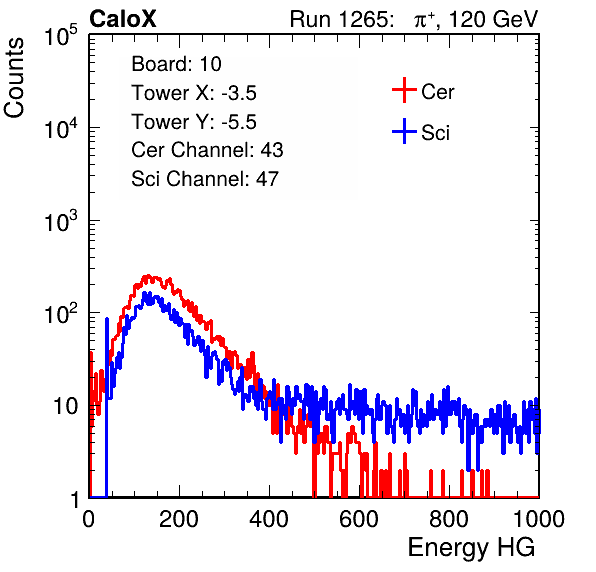 CaloX Run 1265: π⁺, 120 GeV
Counts
Board: 10
Tower X: -3.5
Tower Y: -5.5
Cer Channel: 43
Sci Channel: 47
Cer
Sci
10⁵
10⁴
10³
10²
10
1
0 200 400 600 800 1000
Energy HG